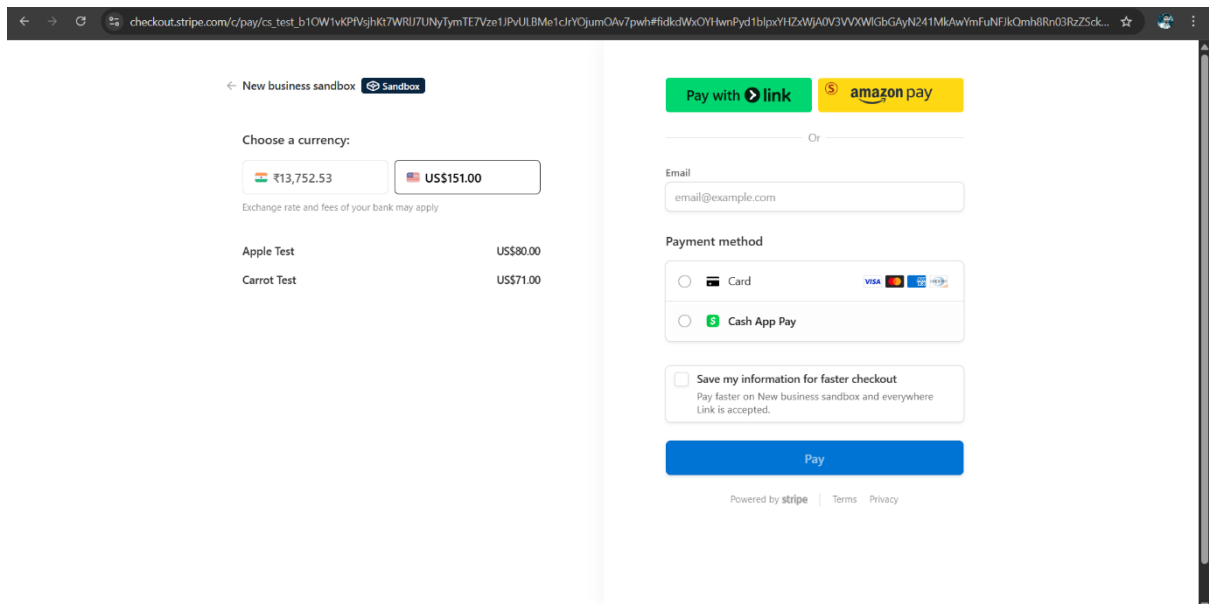 checkout.stripe.com/c/pay/cs_test_b1OW1vKPfVsjhKt7WRlJ7UNyTymTE7Vze1JPvULBMe1cJrYOjumOAv7pwh#fidkdWxOYHwnPyd1blpxYHZxWjA0V3VVXWlGbGAyN241MkAwYmFuNFJkQmh8Rn03RzZSck...
New business sandbox Sandbox
Choose a currency:
₹13,752.53 US$151.00
Exchange rate and fees of your bank may apply
Apple Test US$80.00
Carrot Test US$71.00
Pay with link
amazon pay
Or
Email
email@example.com
Payment method
Card VISA
Cash App Pay
Save my information for faster checkout
Pay faster on New business sandbox and everywhere
Link is accepted.
Pay
Powered by stripe Terms Privacy